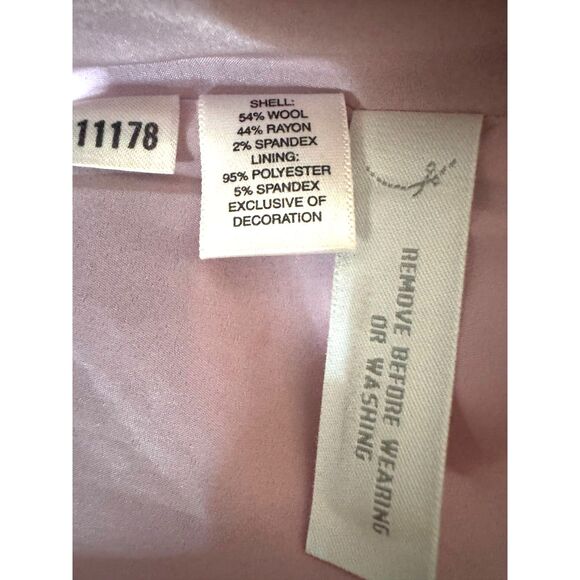 11178
SHELL:
54% WOOL
44% RAYON
2% SPANDEX
LINING:
95% POLYESTER
5% SPANDEX
EXCLUSIVE OF
DECORATION
REMOVE BEFORE WEARING
OR WASHING